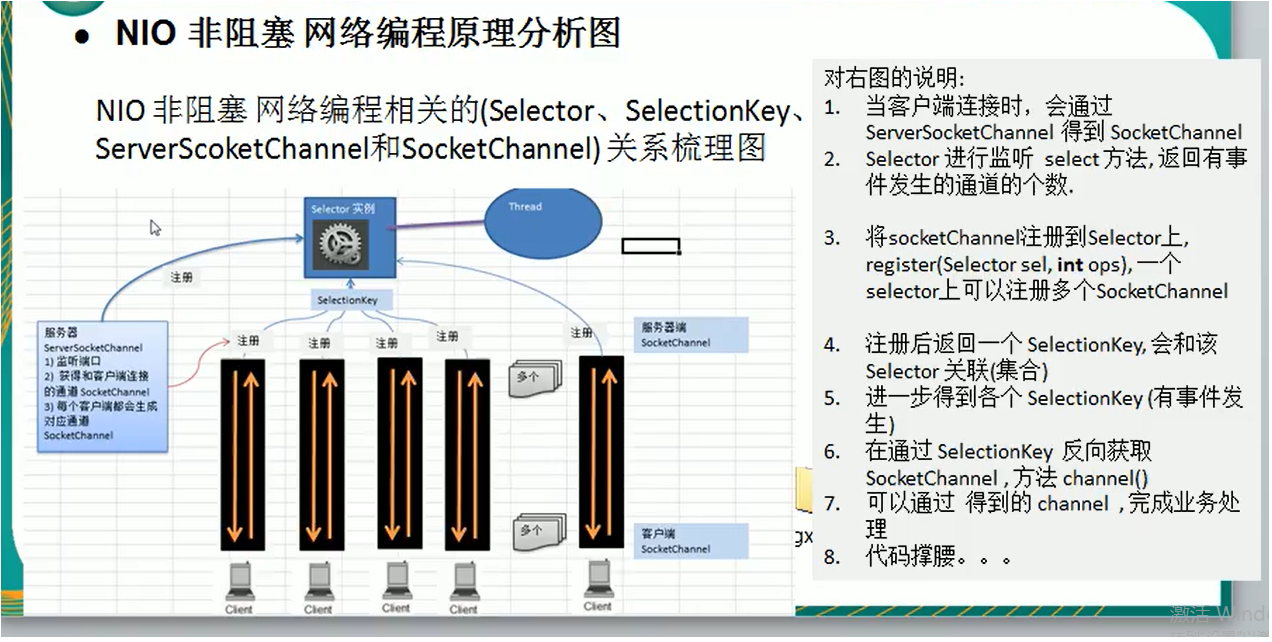 • NIO 非阻塞 网络编程原理分析图
NIO 非阻塞 网络编程相关的(Selector、SelectionKey、
ServerScoketChannel和SocketChannel) 关系梳理图
Selector 实例
Thread
注册
SelectionKey
服务器
ServerSocketChannel
1) 监听端口
2) 获得和客户端连接
的通道 SocketChannel
3) 每个客户端都会生成
对应通道
SocketChannel
注册
注册
注册
注册
注册
服务器端
SocketChannel
多个
多个
客户端
SocketChannel
Client
Client
Client
Client
Client
对右图的说明:
1. 当客户端连接时，会通过
ServerSocketChannel 得到 SocketChannel
2. Selector 进行监听 select 方法, 返回有事
件发生的通道的个数.
3. 将socketChannel注册到Selector上,
register(Selector sel, int ops), 一个
selector上可以注册多个SocketChannel
4. 注册后返回一个 SelectionKey, 会和该
Selector 关联(集合)
5. 进一步得到各个 SelectionKey (有事件发
生)
6. 在通过 SelectionKey 反向获取
SocketChannel , 方法 channel()
7. 可以通过 得到的 channel , 完成业务处
理
8. 代码撑腰。。。
gx
激活 Wind